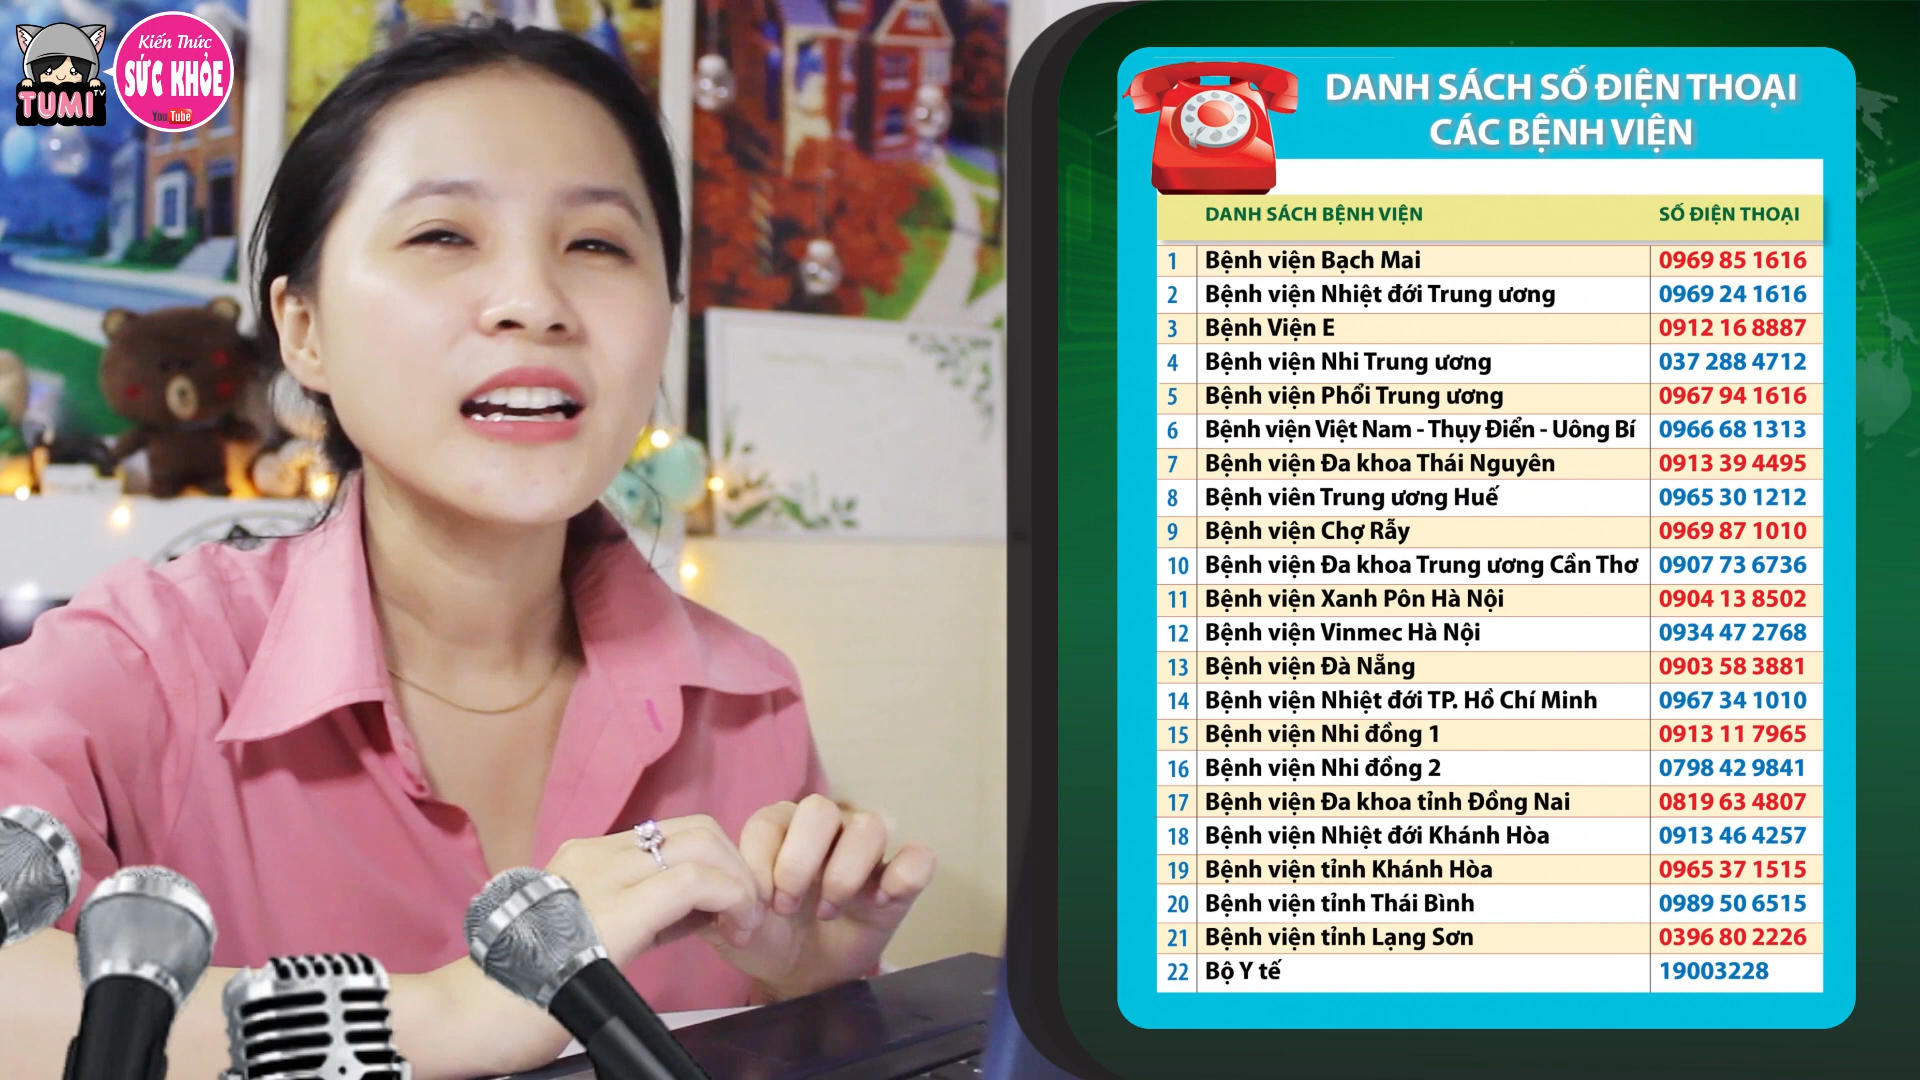 TUMI TV
Kiến Thức
SỨC KHỎE
YouTube
DANH SÁCH SỐ ĐIỆN THOẠI
CÁC BỆNH VIỆN
DANH SÁCH BỆNH VIỆN SỐ ĐIỆN THOẠI
1 Bệnh viện Bạch Mai 0969 85 1616
2 Bệnh viện Nhiệt đới Trung ương 0969 24 1616
3 Bệnh Viện E 0912 16 8887
4 Bệnh viện Nhi Trung ương 037 288 4712
5 Bệnh viện Phổi Trung ương 0967 94 1616
6 Bệnh viện Việt Nam - Thụy Điển - Uông Bí 0966 68 1313
7 Bệnh viện Đa khoa Thái Nguyên 0913 39 4495
8 Bệnh viên Trung ương Huế 0965 30 1212
9 Bệnh viện Chợ Rẫy 0969 87 1010
10 Bệnh viện Đa khoa Trung ương Cần Thơ 0907 73 6736
11 Bệnh viện Xanh Pôn Hà Nội 0904 13 8502
12 Bệnh viện Vinmec Hà Nội 0934 47 2768
13 Bệnh viện Đà Nẵng 0903 58 3881
14 Bệnh viện Nhiệt đới TP. Hồ Chí Minh 0967 34 1010
15 Bệnh viện Nhi đồng 1 0913 11 7965
16 Bệnh viện Nhi đồng 2 0798 42 9841
17 Bệnh viện Đa khoa tỉnh Đồng Nai 0819 63 4807
18 Bệnh viện Nhiệt đới Khánh Hòa 0913 46 4257
19 Bệnh viện tỉnh Khánh Hòa 0965 37 1515
20 Bệnh viện tỉnh Thái Bình 0989 50 6515
21 Bệnh viện tỉnh Lạng Sơn 0396 80 2226
22 Bộ Y tế 19003228